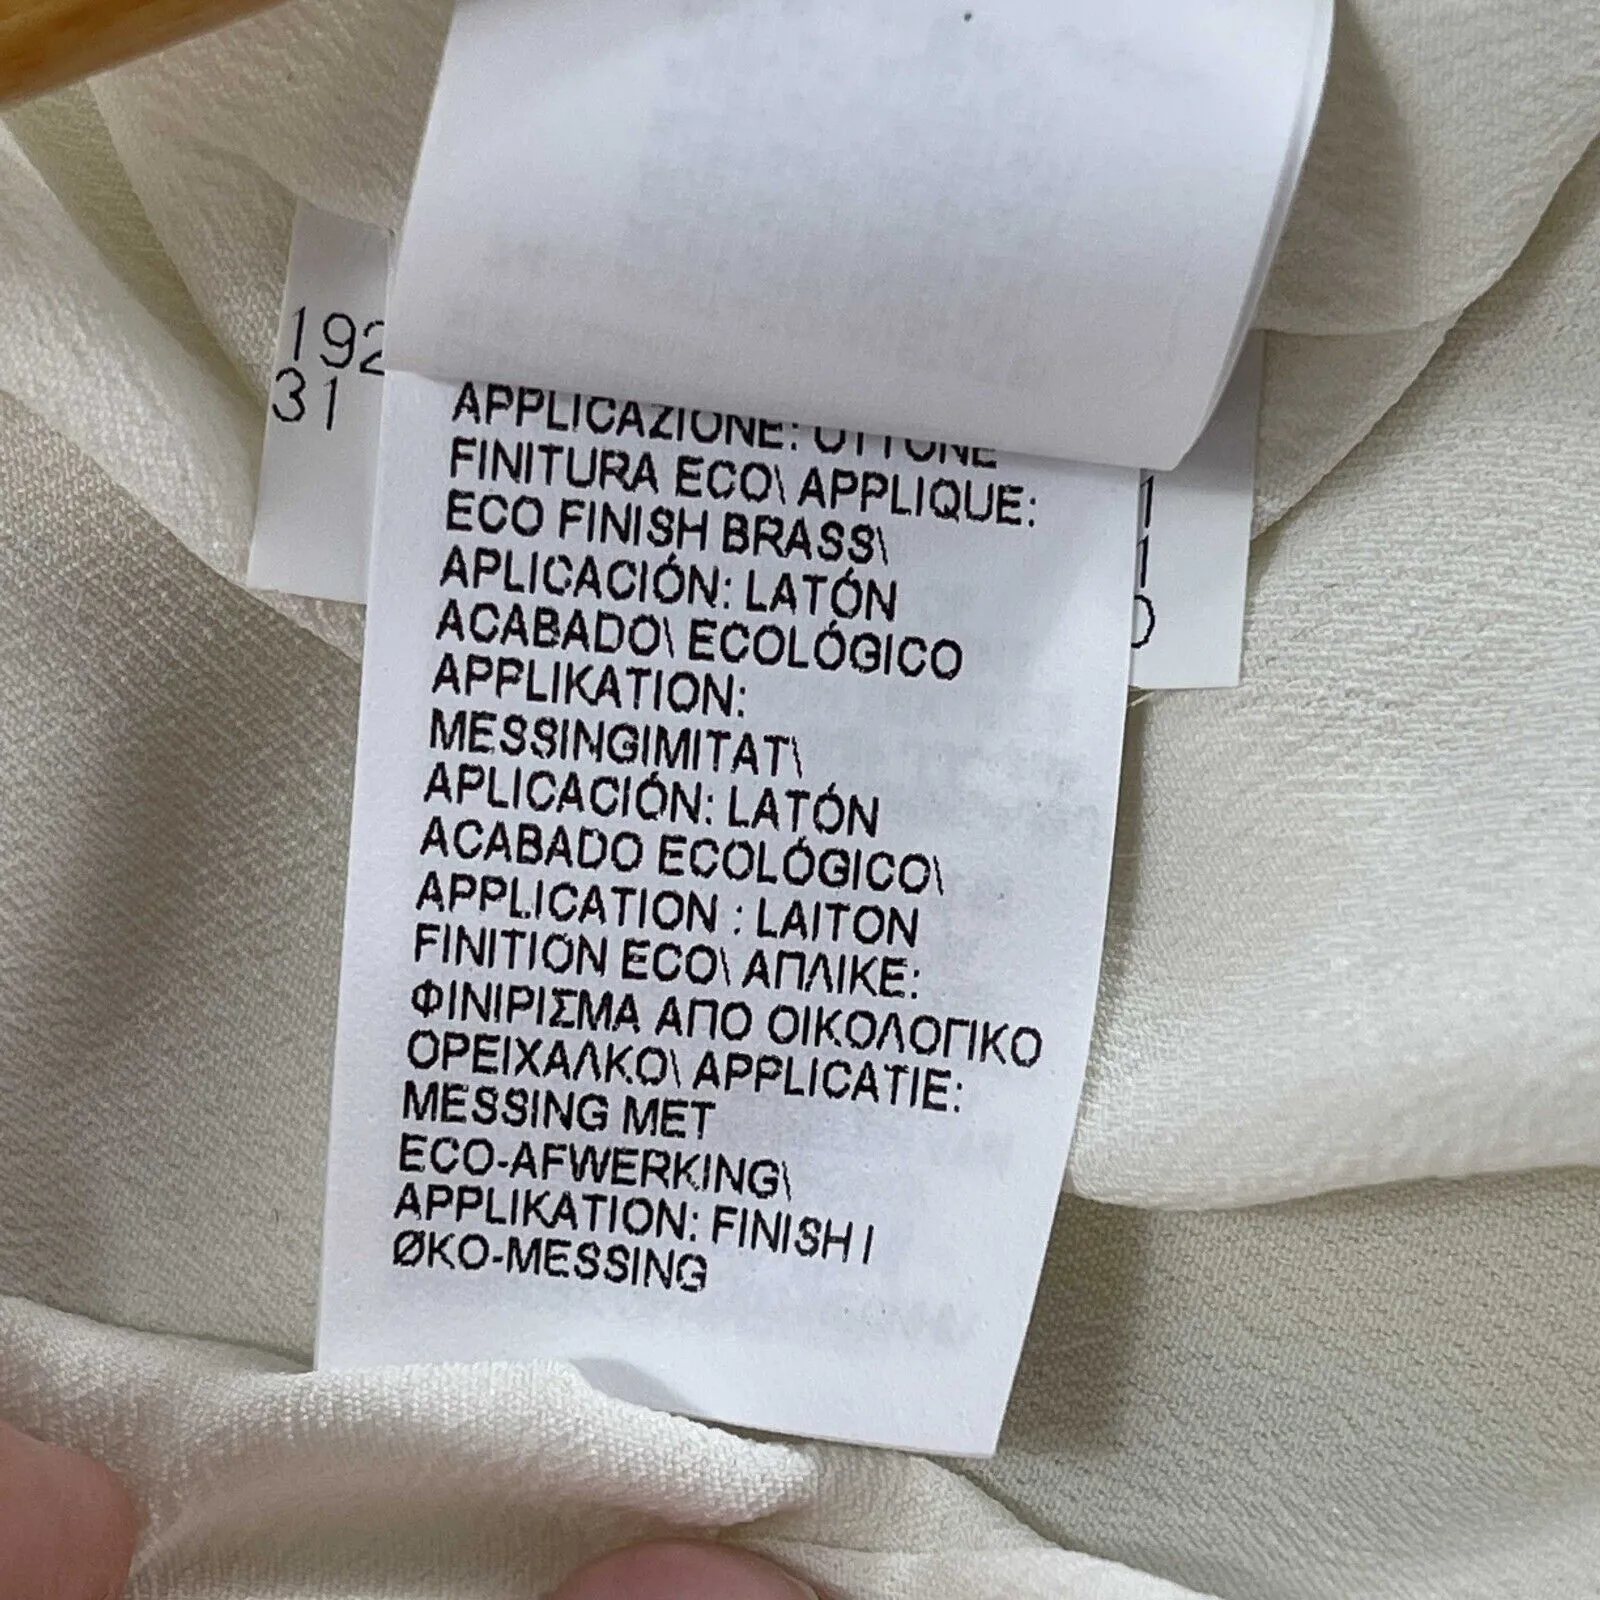 192
31
APPLICAZIONE: OTTONE
FINITURA ECO\ APPLIQUE:
ECO FINISH BRASS\
APLICACIÓN: LATÓN
ACABADO\ ECOLÓGICO
APPLIKATION:
MESSINGIMITAT\
APLICACIÓN: LATÓN
ACABADO ECOLÓGICO\
APPLICATION : LAITON
FINITION ECO\ ΑΠΛΙΚΕ:
ΦΙΝΙΡΙΣΜΑ ΑΠΟ ΟΙΚΟΛΟΓΙΚΟ
ΟΡΕΙΧΑΛΚΟ\ APPLICATIE:
MESSING MET
ECO-AFWERKING\
APPLIKATION: FINISH I
ØKO-MESSING